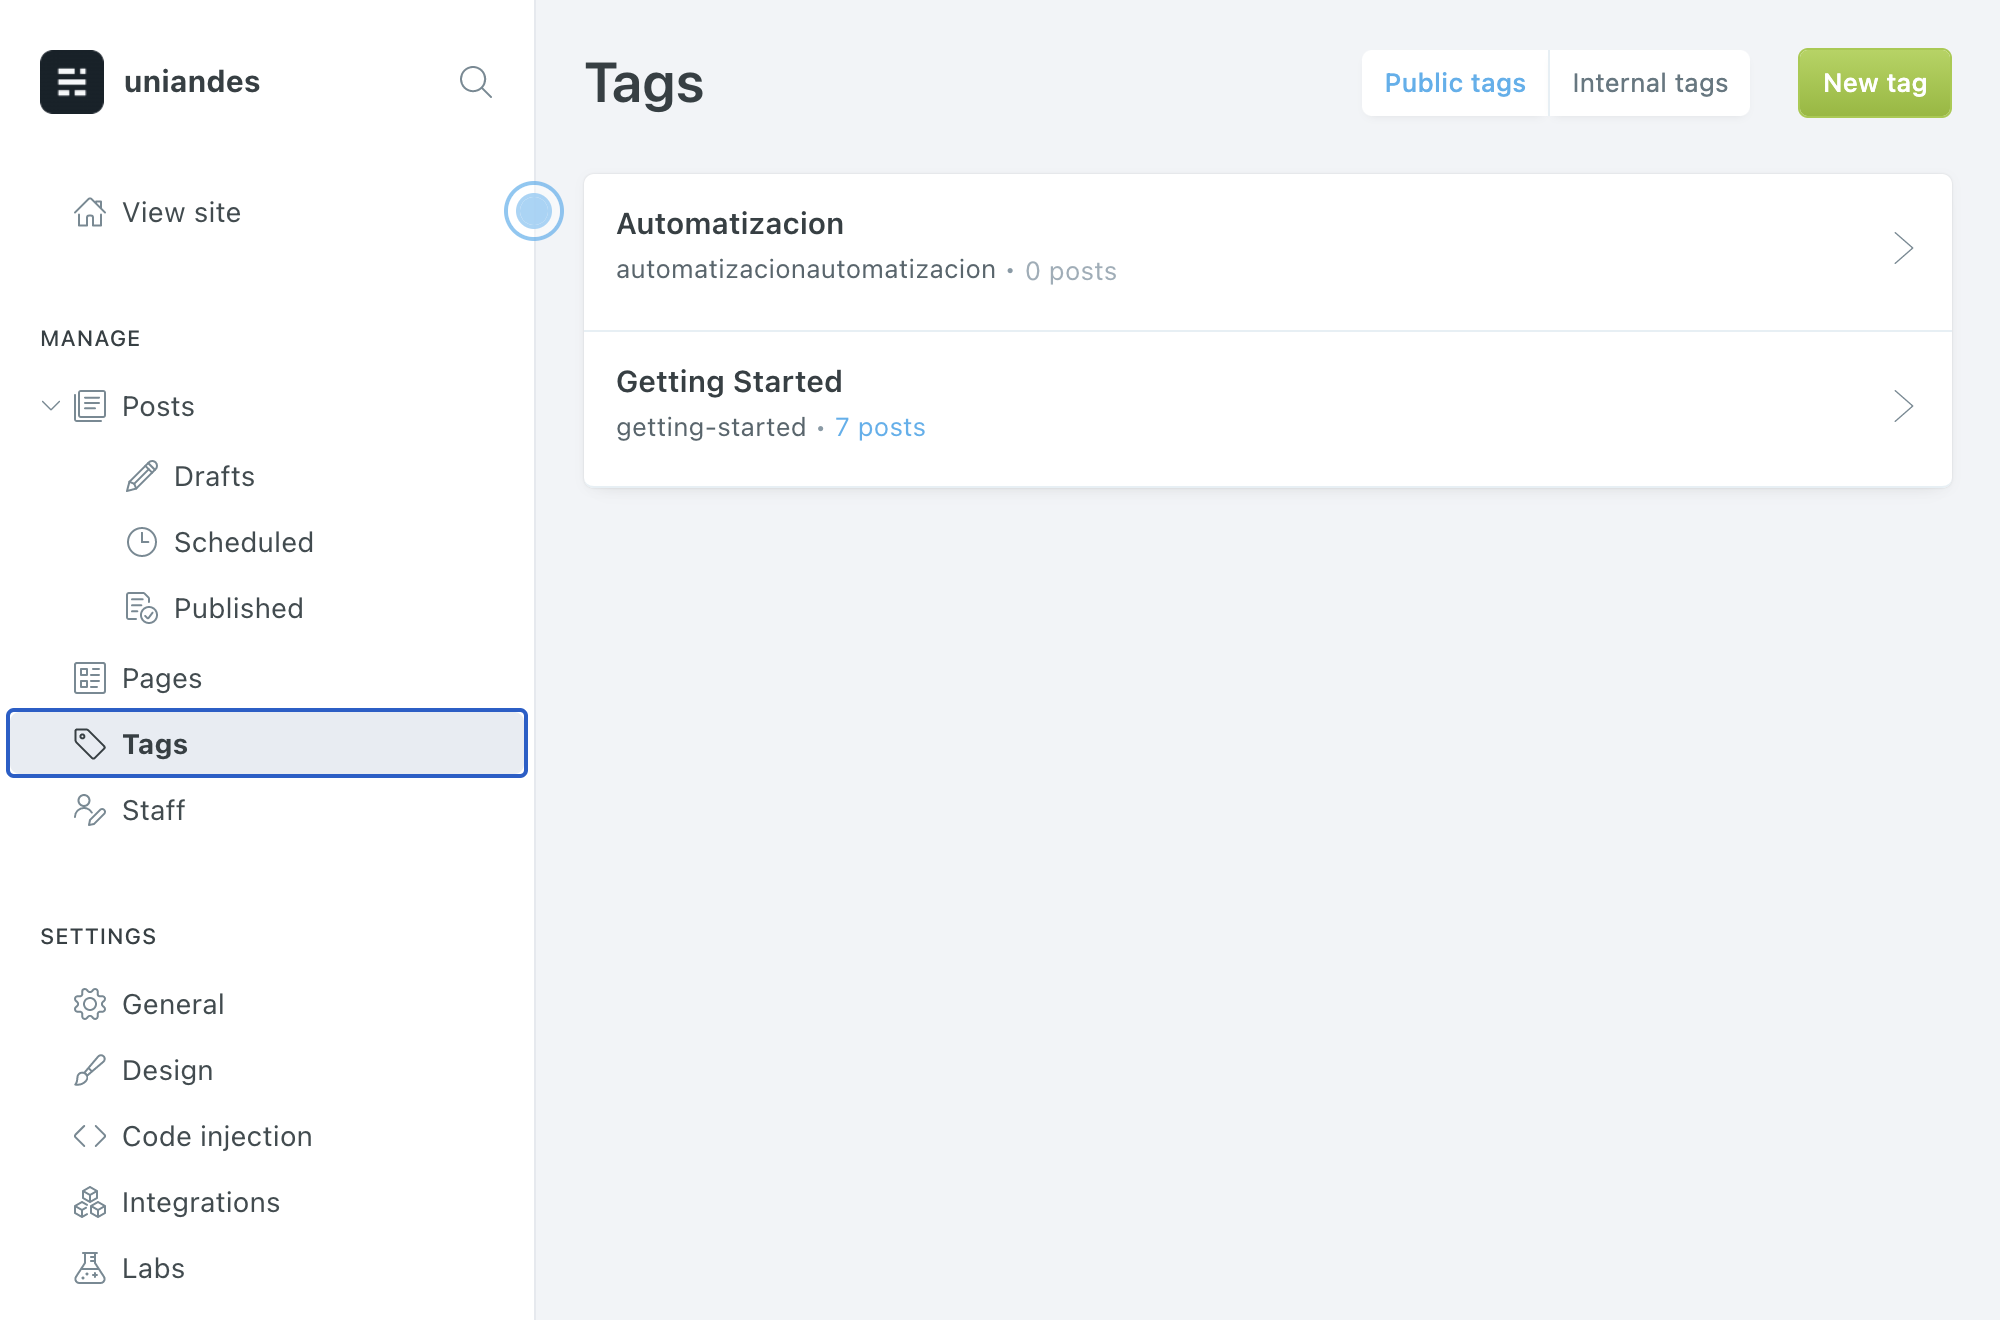 uniandes
View site
MANAGE
Posts
Drafts
Scheduled
Published
Pages
Tags
Staff
SETTINGS
General
Design
Code injection
Integrations
Labs
Tags
Public tags
Internal tags
New tag
Automatizacion
automatizacionautomatizacion • 0 posts
Getting Started
getting-started • 7 posts